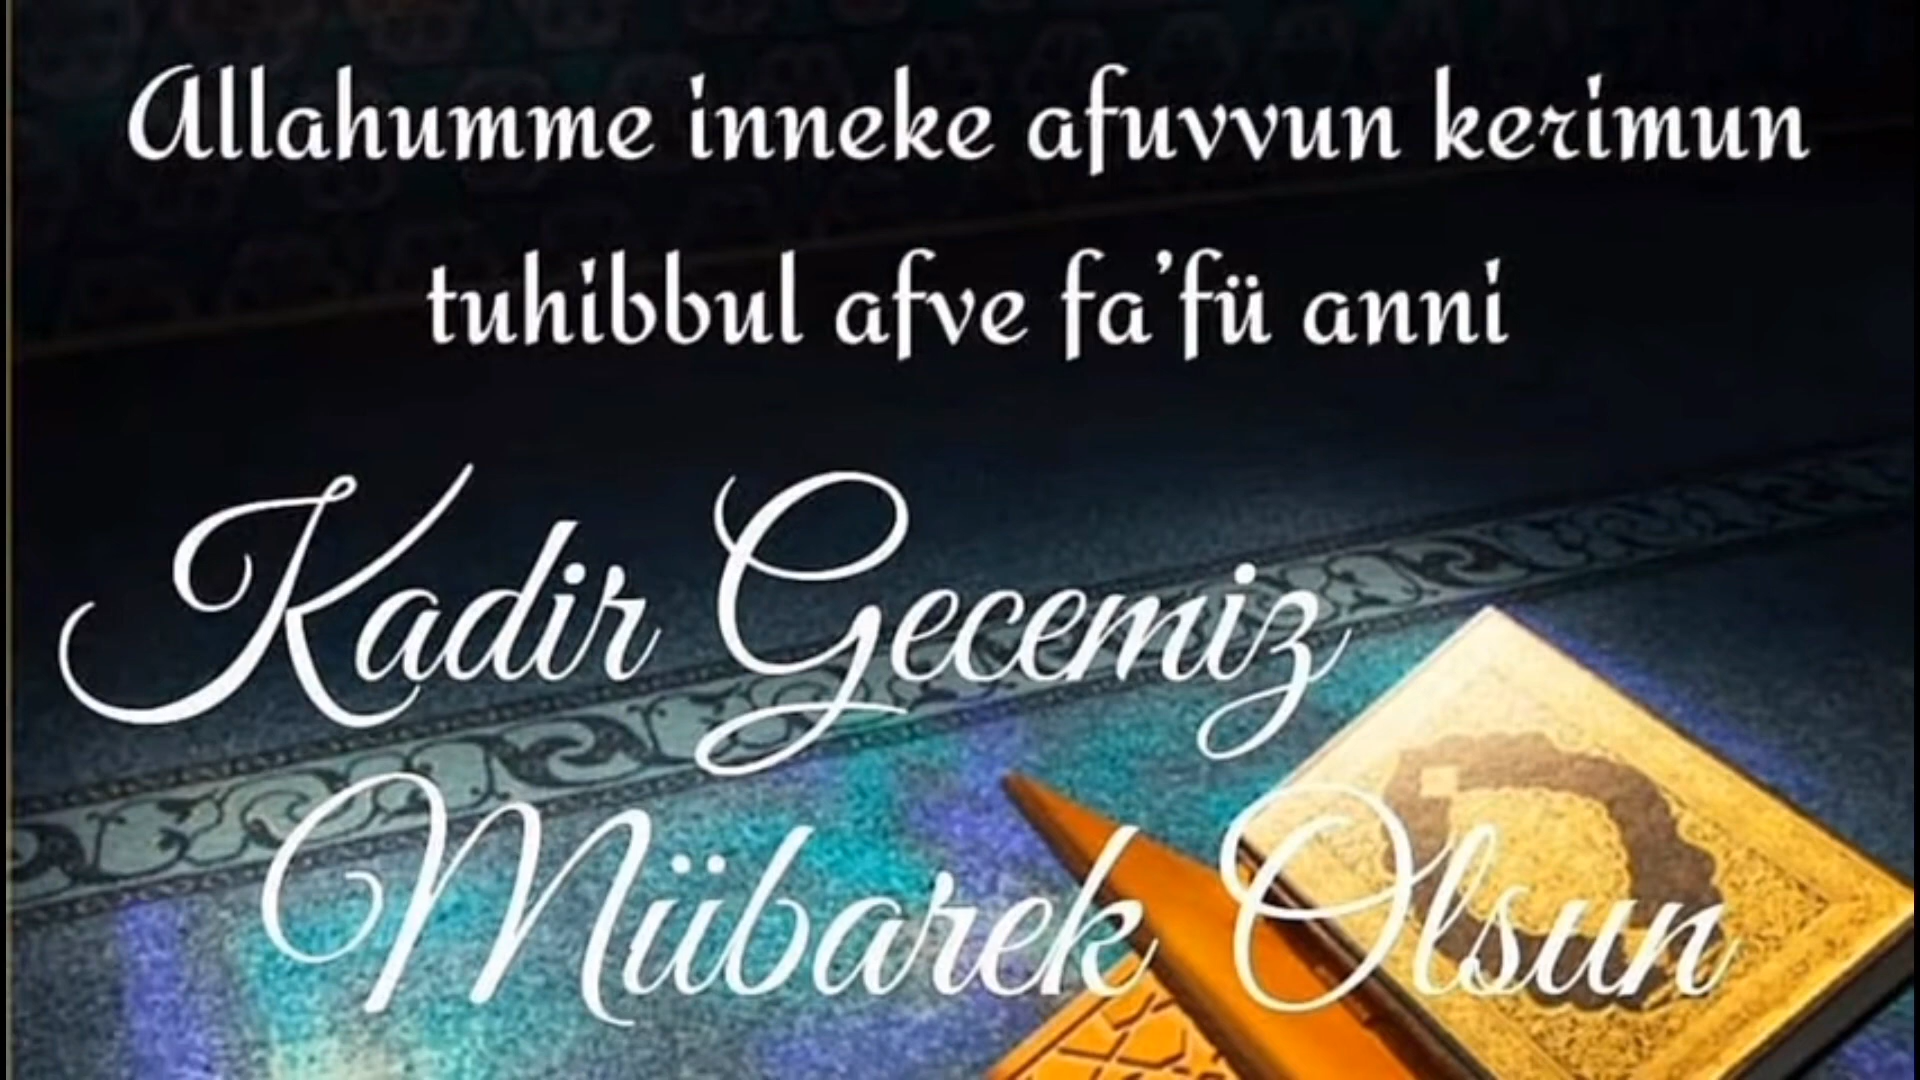 Allahumme inneke afuvvun kerimun
tuhibbul afve fa'fü anni
Kadir Gecemiz
Mübarek Olsun